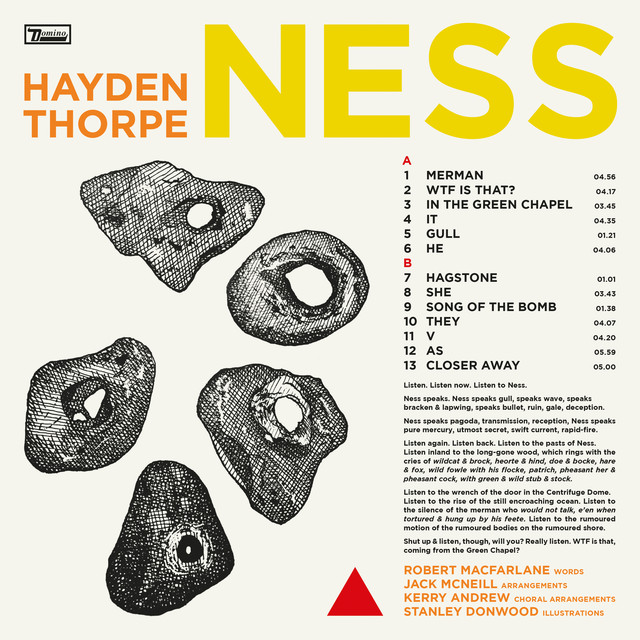 Domino
NESS
HAYDEN
THORPE
A
1 MERMAN 04.56
2 WTF IS THAT? 04.17
3 IN THE GREEN CHAPEL 03.45
4 IT 04.35
5 GULL 01.21
6 HE 04.06
B
7 HAGSTONE 01.01
8 SHE 03.43
9 SONG OF THE BOMB 01.38
10 THEY 04.07
11 V 04.20
12 AS 05.59
13 CLOSER AWAY 05.00
Listen. Listen now. Listen to Ness.
Ness speaks. Ness speaks gull, speaks wave, speaks
bracken & lapwing, speaks bullet, ruin, gale, deception.
Ness speaks pagoda, transmission, reception, Ness speaks
pure mercury, utmost secret, swift current, rapid-fire.
Listen again. Listen back. Listen to the pasts of Ness.
Listen inland to the long-gone wood, which rings with the
cries of wildcat & brock, heorte & hind, doe & bocke, hare
& fox, wild fowle with his flocke, patrich, pheasant her &
pheasant cock, with green & wild stub & stock.
Listen to the wrench of the door in the Centrifuge Dome.
Listen to the rise of the still encroaching ocean. Listen to
the silence of the merman who would not talk, e'en when
tortured & hung up by his feete. Listen to the rumoured
motion of the rumoured bodies on the rumoured shore.
Shut up & listen, though, will you? Really listen. WTF is that,
coming from the Green Chapel?
ROBERT MACFARLANE WORDS
JACK MCNEILL ARRANGEMENTS
KERRY ANDREW CHORAL ARRANGEMENTS
STANLEY DONWOOD ILLUSTRATIONS